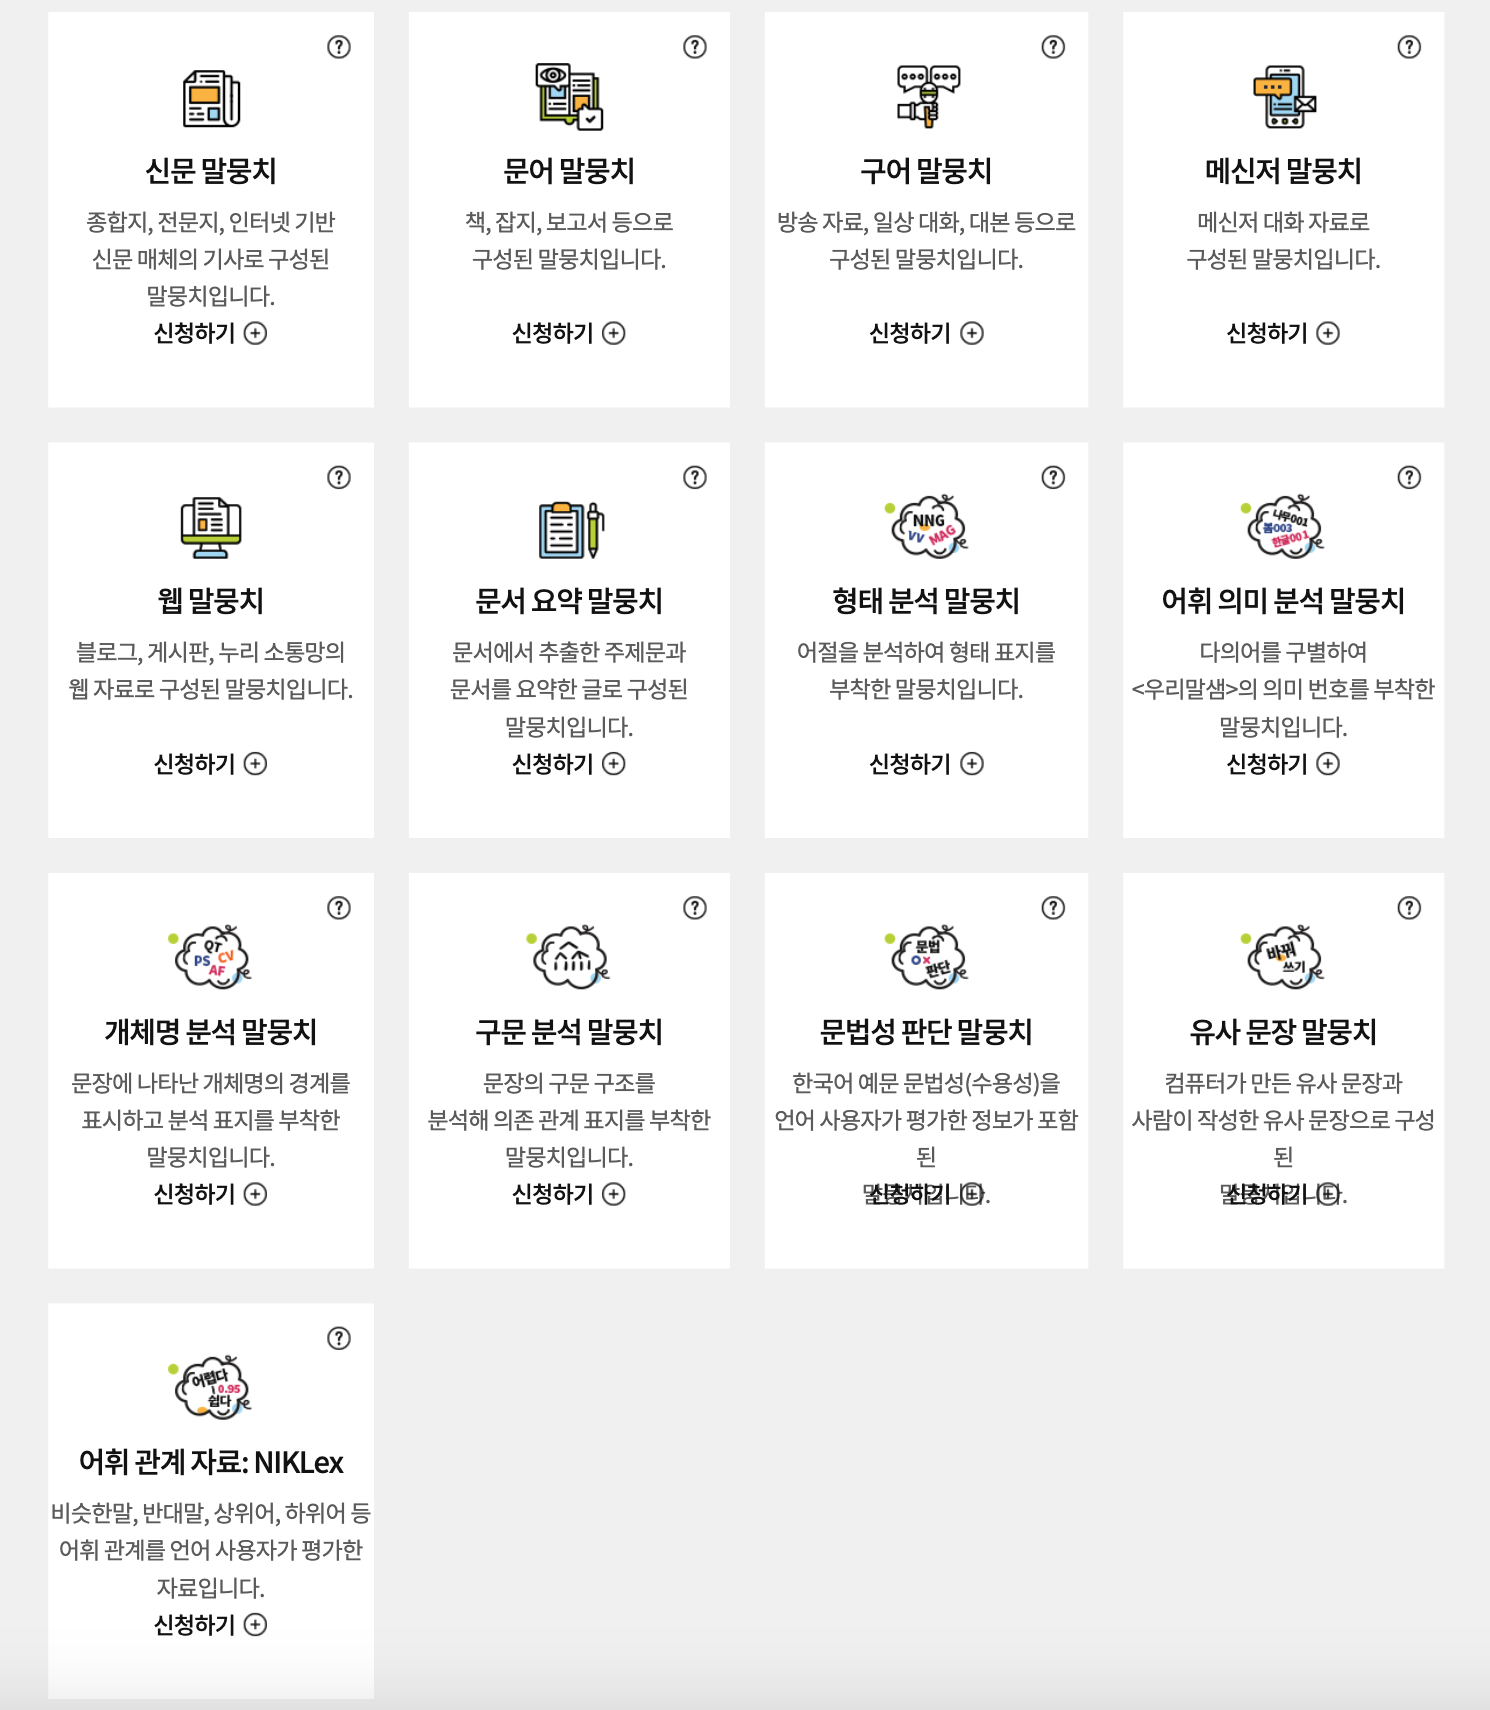 신문 말뭉치
종합지, 전문지, 인터넷 기반
신문 매체의 기사로 구성된
말뭉치입니다.
신청하기
문어 말뭉치
책, 잡지, 보고서 등으로
구성된 말뭉치입니다.
신청하기
구어 말뭉치
방송 자료, 일상 대화, 대본 등으로
구성된 말뭉치입니다.
신청하기
메신저 말뭉치
메신저 대화 자료로
구성된 말뭉치입니다.
신청하기
웹 말뭉치
블로그, 게시판, 누리 소통망의
웹 자료로 구성된 말뭉치입니다.
신청하기
문서 요약 말뭉치
문서에서 추출한 주제문과
문서를 요약한 글로 구성된
말뭉치입니다.
신청하기
NNG
VV MAG
형태 분석 말뭉치
어절을 분석하여 형태 표지를
부착한 말뭉치입니다.
신청하기
나무001
봄003
한글001
어휘 의미 분석 말뭉치
다의어를 구별하여
<우리말샘>의 의미 번호를 부착한
말뭉치입니다.
신청하기
QT
PS CV
AF
개체명 분석 말뭉치
문장에 나타난 개체명의 경계를
표시하고 분석 표지를 부착한
말뭉치입니다.
신청하기
구문 분석 말뭉치
문장의 구문 구조를
분석해 의존 관계 표지를 부착한
말뭉치입니다.
신청하기
문법
OX
판단
문법성 판단 말뭉치
한국어 예문 문법성(수용성)을
언어 사용자가 평가한 정보가 포함
된
말뭉치입니다.
신청하기
바꿔
쓰기
유사 문장 말뭉치
컴퓨터가 만든 유사 문장과
사람이 작성한 유사 문장으로 구성
된
말뭉치입니다.
신청하기
어렵다
0.95
쉽다
어휘 관계 자료: NIKLex
비슷한말, 반대말, 상위어, 하위어 등
어휘 관계를 언어 사용자가 평가한
자료입니다.
신청하기